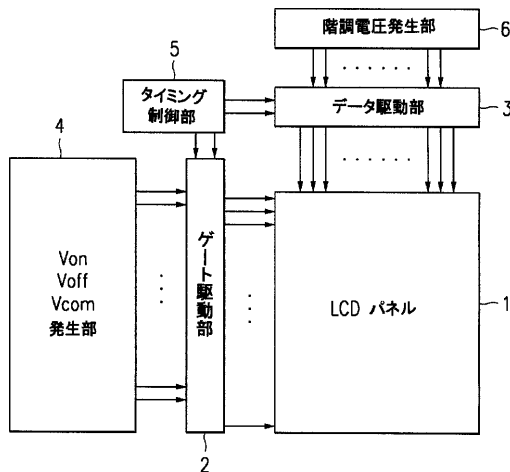 階調電圧発生部
6
5
タイミング
制御部
データ駆動部
3
4
Von
Voff
Vcom
発生部
ゲート駆動部
2
LCD パネル
1